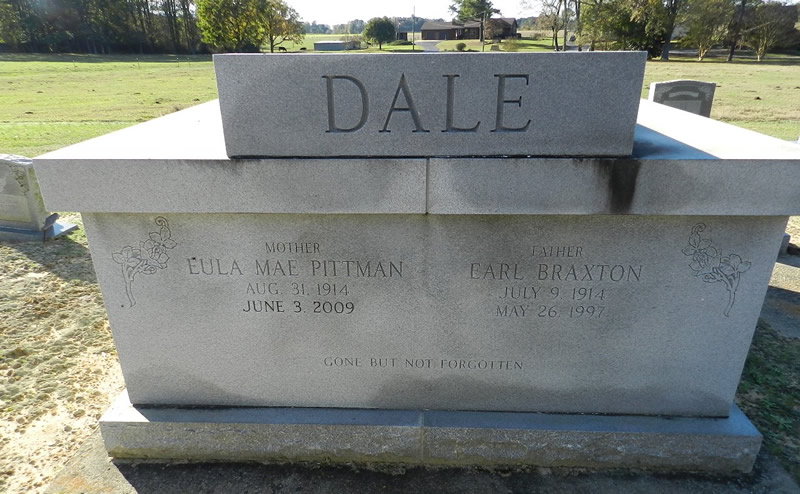 DALE
MOTHER
EULA MAE PITTMAN
AUG. 31, 1914
JUNE 3, 2009
FATHER
EARL BRAXTON
JULY 9, 1914
MAY 26, 1997
GONE BUT NOT FORGOTTEN